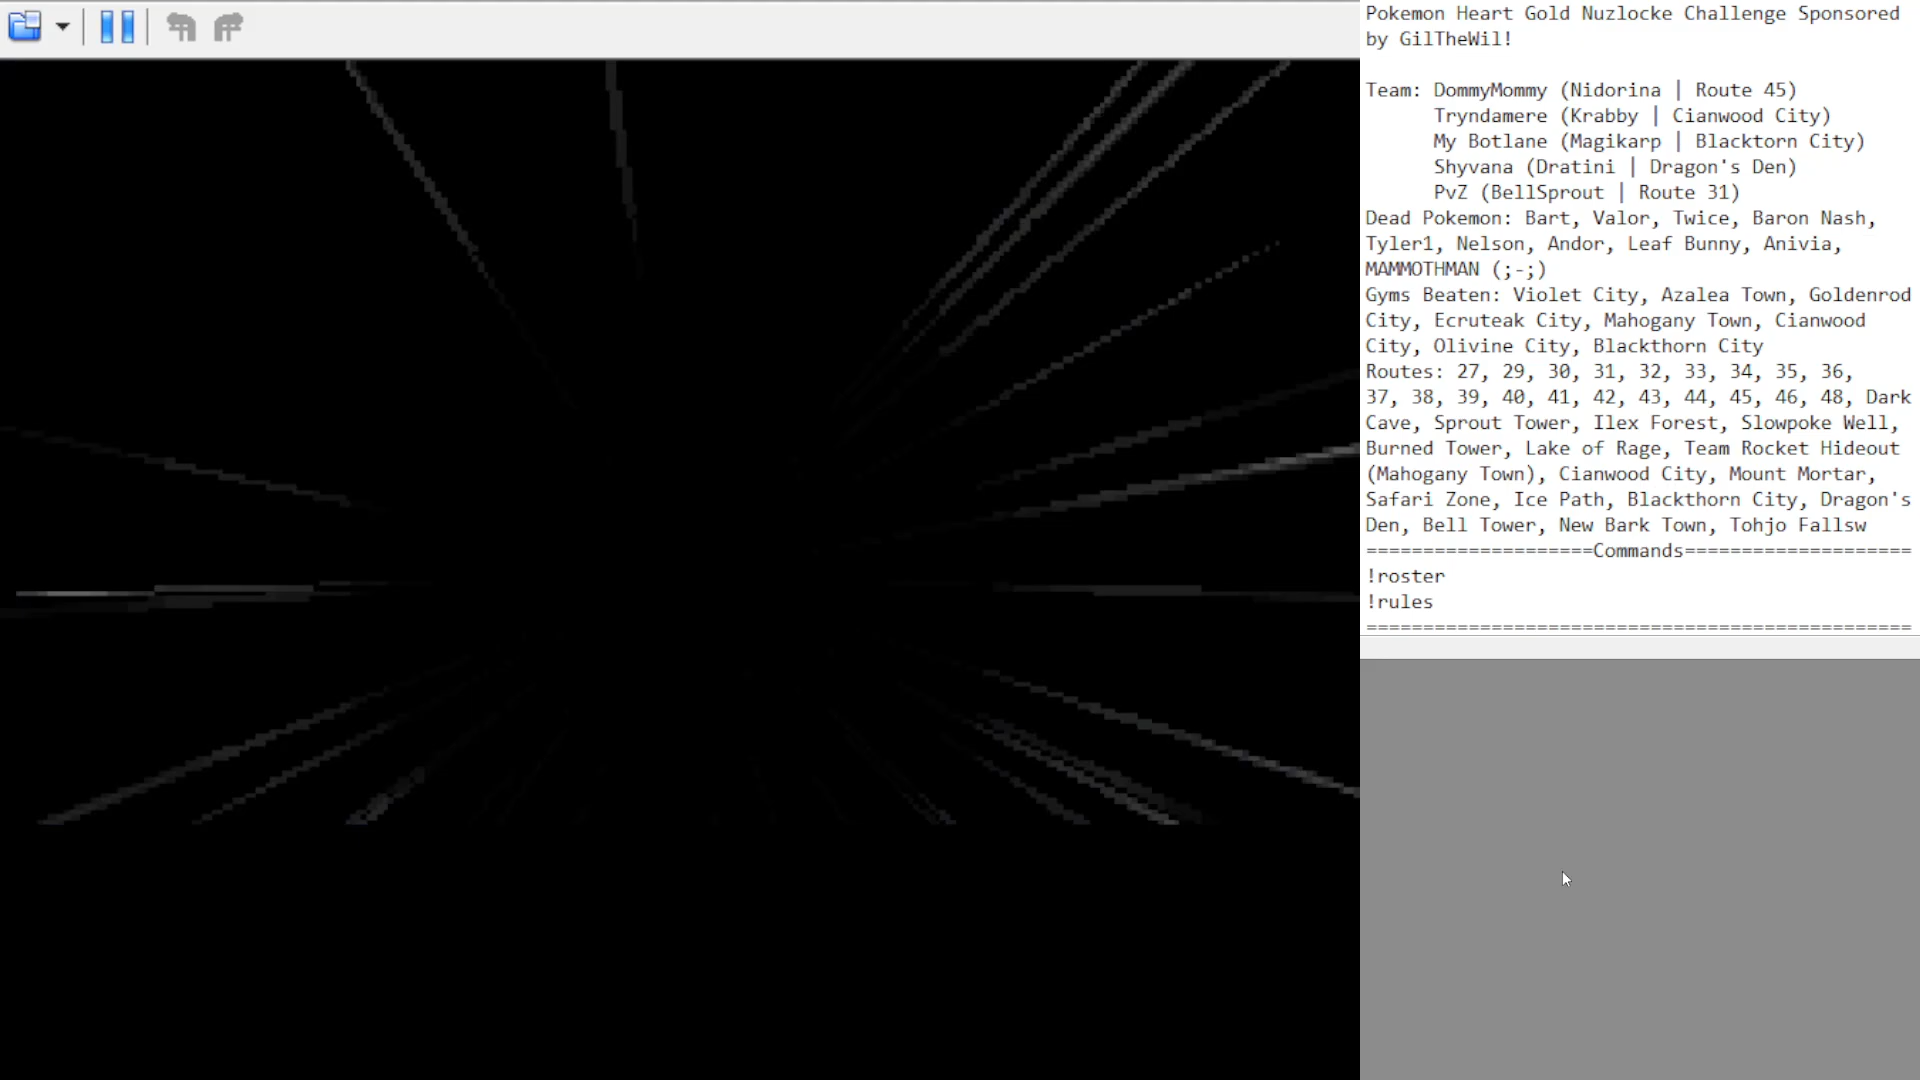 Pokemon Heart Gold Nuzlocke Challenge Sponsored
by GilTheWil!
Team: DommyMommy (Nidorina | Route 45)
Tryndamere (Krabby | Cianwood City)
My Botlane (Magikarp | Blacktorn City)
Shyvana (Dratini | Dragon's Den)
PvZ (BellSprout | Route 31)
Dead Pokemon: Bart, Valor, Twice, Baron Nash,
Tyler1, Nelson, Andor, Leaf Bunny, Anivia,
MAMMOTHMAN (;-;)
Gyms Beaten: Violet City, Azalea Town, Goldenrod
City, Ecruteak City, Mahogany Town, Cianwood
City, Olivine City, Blackthorn City
Routes: 27, 29, 30, 31, 32, 33, 34, 35, 36,
37, 38, 39, 40, 41, 42, 43, 44, 45, 46, 48, Dark
Cave, Sprout Tower, Ilex Forest, Slowpoke Well,
Burned Tower, Lake of Rage, Team Rocket Hideout
(Mahogany Town), Cianwood City, Mount Mortar,
Safari Zone, Ice Path, Blackthorn City, Dragon's
Den, Bell Tower, New Bark Town, Tohjo Fallsw
====================Commands====================
!roster
!rules
================================================